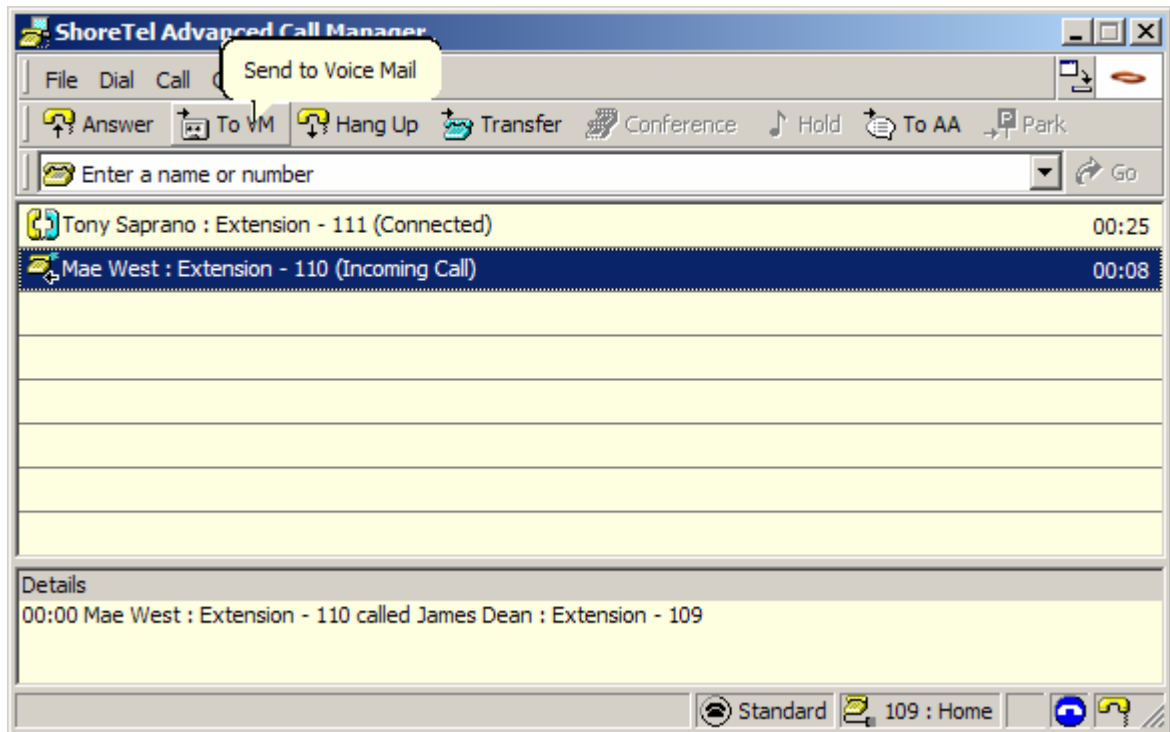 ShoreTel Advanced Call Manager
File Dial Call
Send to Voice Mail
Answer To VM Hang Up Transfer Conference Hold To AA Park
Enter a name or number Go
Tony Saprano : Extension - 111 (Connected) 00:25
Mae West : Extension - 110 (Incoming Call) 00:08
Details
00:00 Mae West : Extension - 110 called James Dean : Extension - 109
Standard 109 : Home